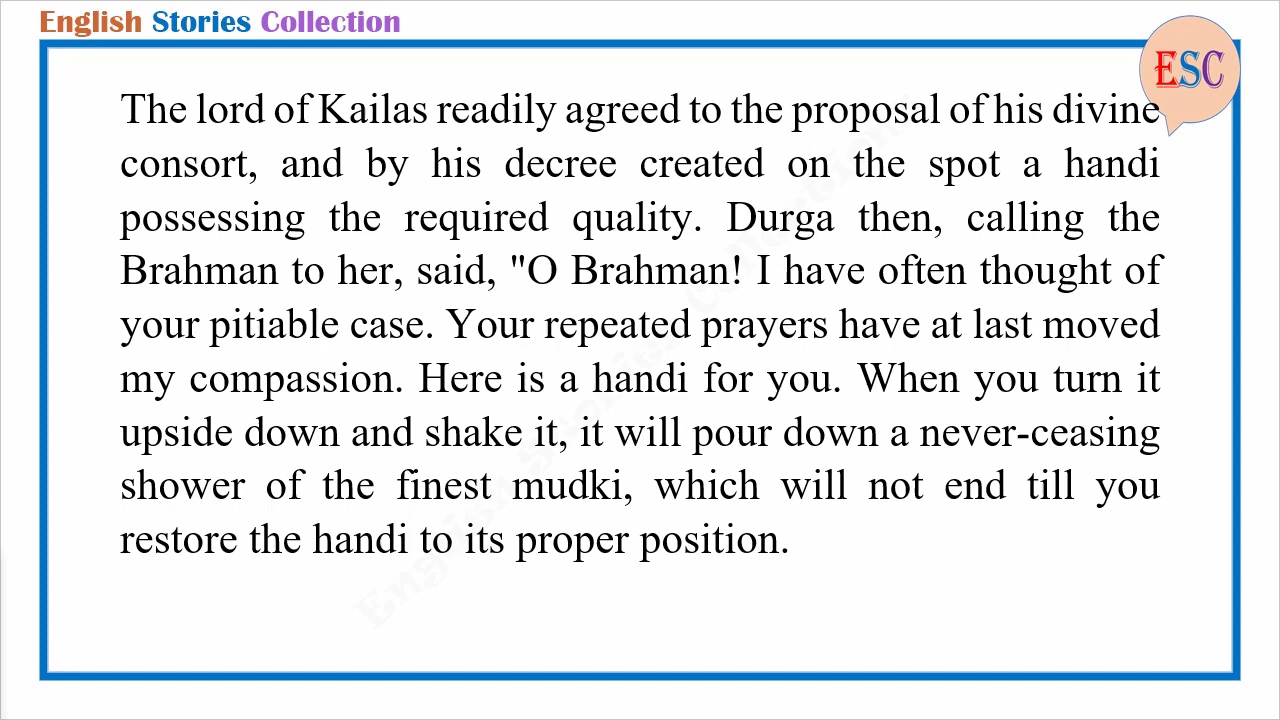 English Stories Collection
ESC
The lord of Kailas readily agreed to the proposal of his divine
consort, and by his decree created on the spot a handi
possessing the required quality. Durga then, calling the
Brahman to her, said, "O Brahman! I have often thought of
your pitiable case. Your repeated prayers have at last moved
my compassion. Here is a handi for you. When you turn it
upside down and shake it, it will pour down a never-ceasing
shower of the finest mudki, which will not end till you
restore the handi to its proper position.
English Stories Collection